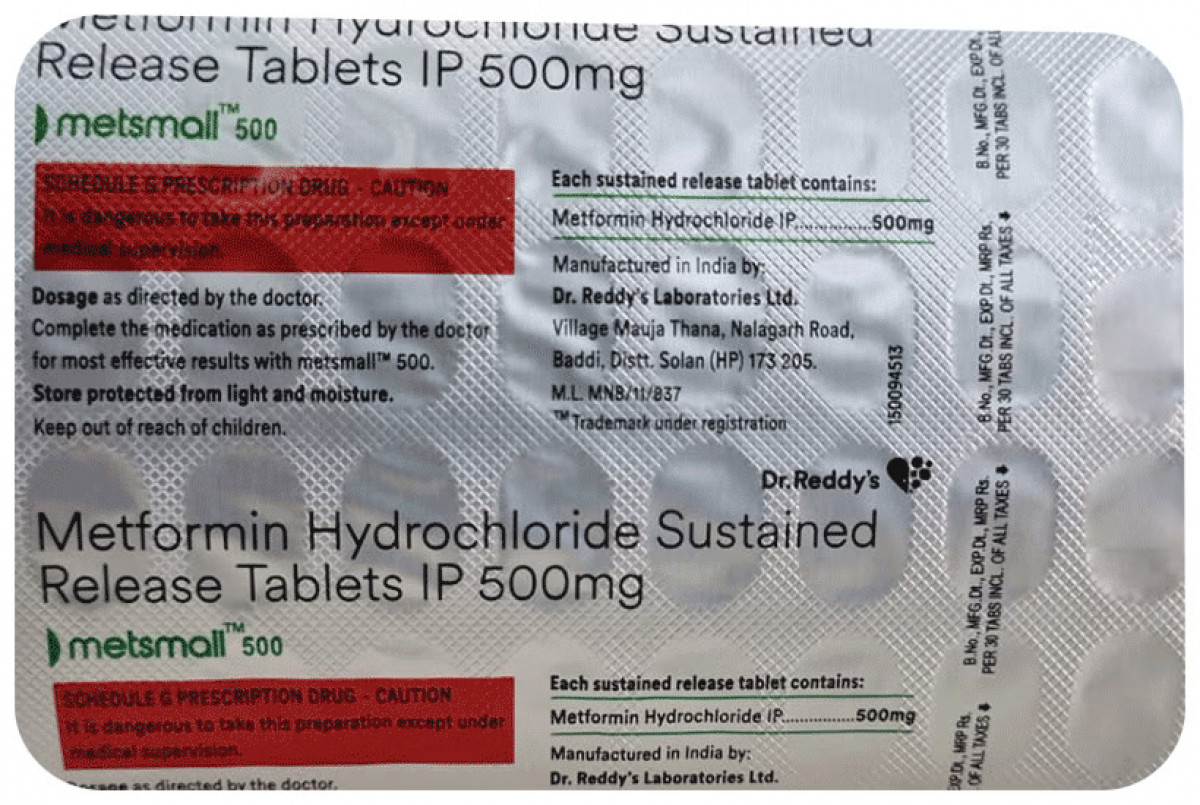 Metformin Hydrochloride Sustained
Release Tablets IP 500mg
metsmall™ 500
SCHEDULE G PRESCRIPTION DRUG - CAUTION
It is dangerous to take this preparation except under
medical supervision.
Dosage as directed by the doctor.
Complete the medication as prescribed by the doctor
for most effective results with metsmall™ 500.
Store protected from light and moisture.
Keep out of reach of children.
Each sustained release tablet contains:
Metformin Hydrochloride IP................500mg
Manufactured in India by:
Dr. Reddy's Laboratories Ltd.
Village Mauja Thana, Nalagarh Road,
Baddi, Distt. Solan (HP) 173 205.
M.L. MNB/11/837
™Trademark under registration
150094513
Dr.Reddy's
B.No., MFG.Dt., EXP.Dt.,
PER 30 TABS INCL. OF ALL
B.No., MFG.Dt., EXP.Dt., MRP Rs.
PER 30 TABS INCL. OF ALL TAXES
B.No., MFG.Dt., EXP.Dt., MRP Rs.
PER 30 TABS INCL. OF ALL TAXES
XP.Dt., MRP Rs.
OF ALL TAXES
Metformin Hydrochloride Sustained
Release Tablets IP 500mg
metsmall™ 500
SCHEDULE G PRESCRIPTION DRUG - CAUTION
It is dangerous to take this preparation except under
medical supervision.
Dosage as directed by the doctor.
Each sustained release tablet contains:
Metformin Hydrochloride IP................500mg
Manufactured in India by:
Dr. Reddy's Laboratories Ltd.